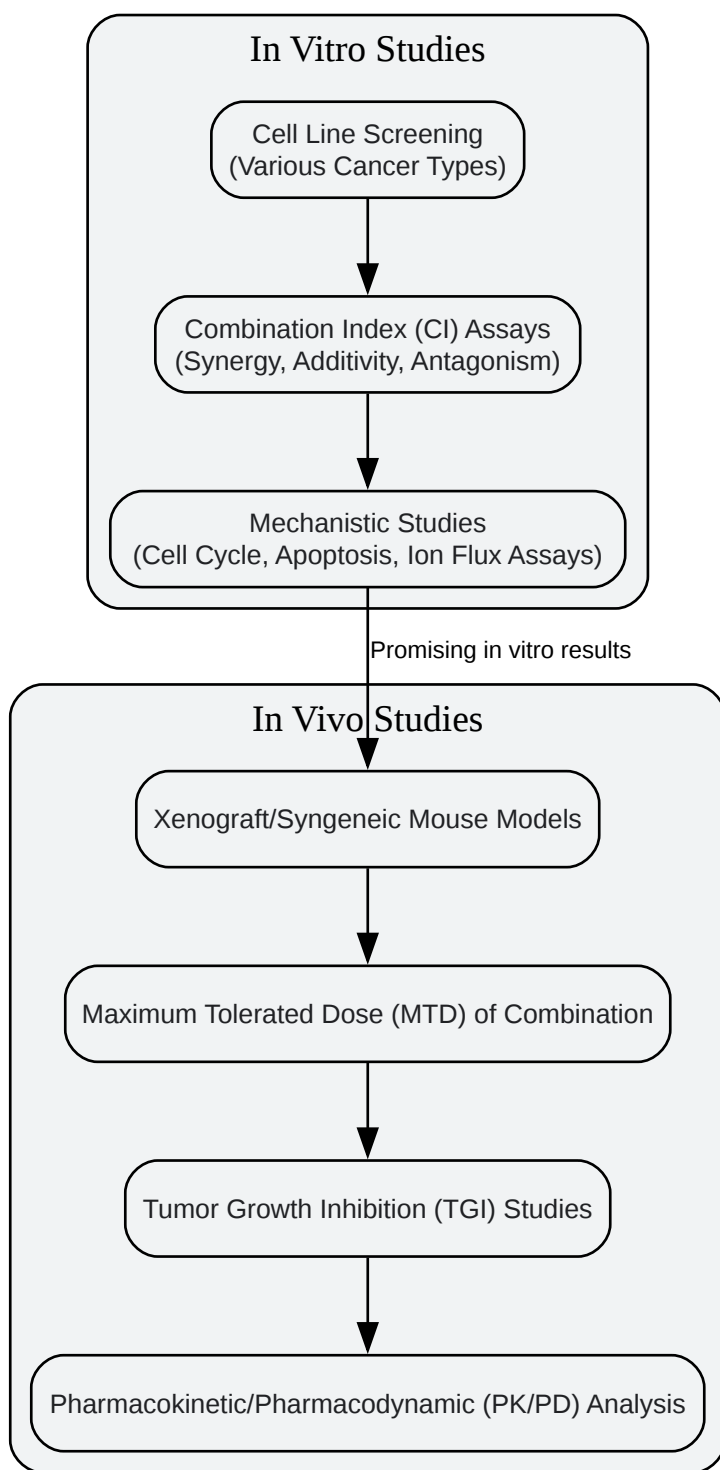 In Vitro Studies
Cell Line Screening
(Various Cancer Types)
Combination Index (CI) Assays
(Synergy, Additivity, Antagonism)
Mechanistic Studies
(Cell Cycle, Apoptosis, Ion Flux Assays)
Promising in vitro results
In Vivo Studies
Xenograft/Syngeneic Mouse Models
Maximum Tolerated Dose (MTD) of Combination
Tumor Growth Inhibition (TGI) Studies
Pharmacokinetic/Pharmacodynamic (PK/PD) Analysis